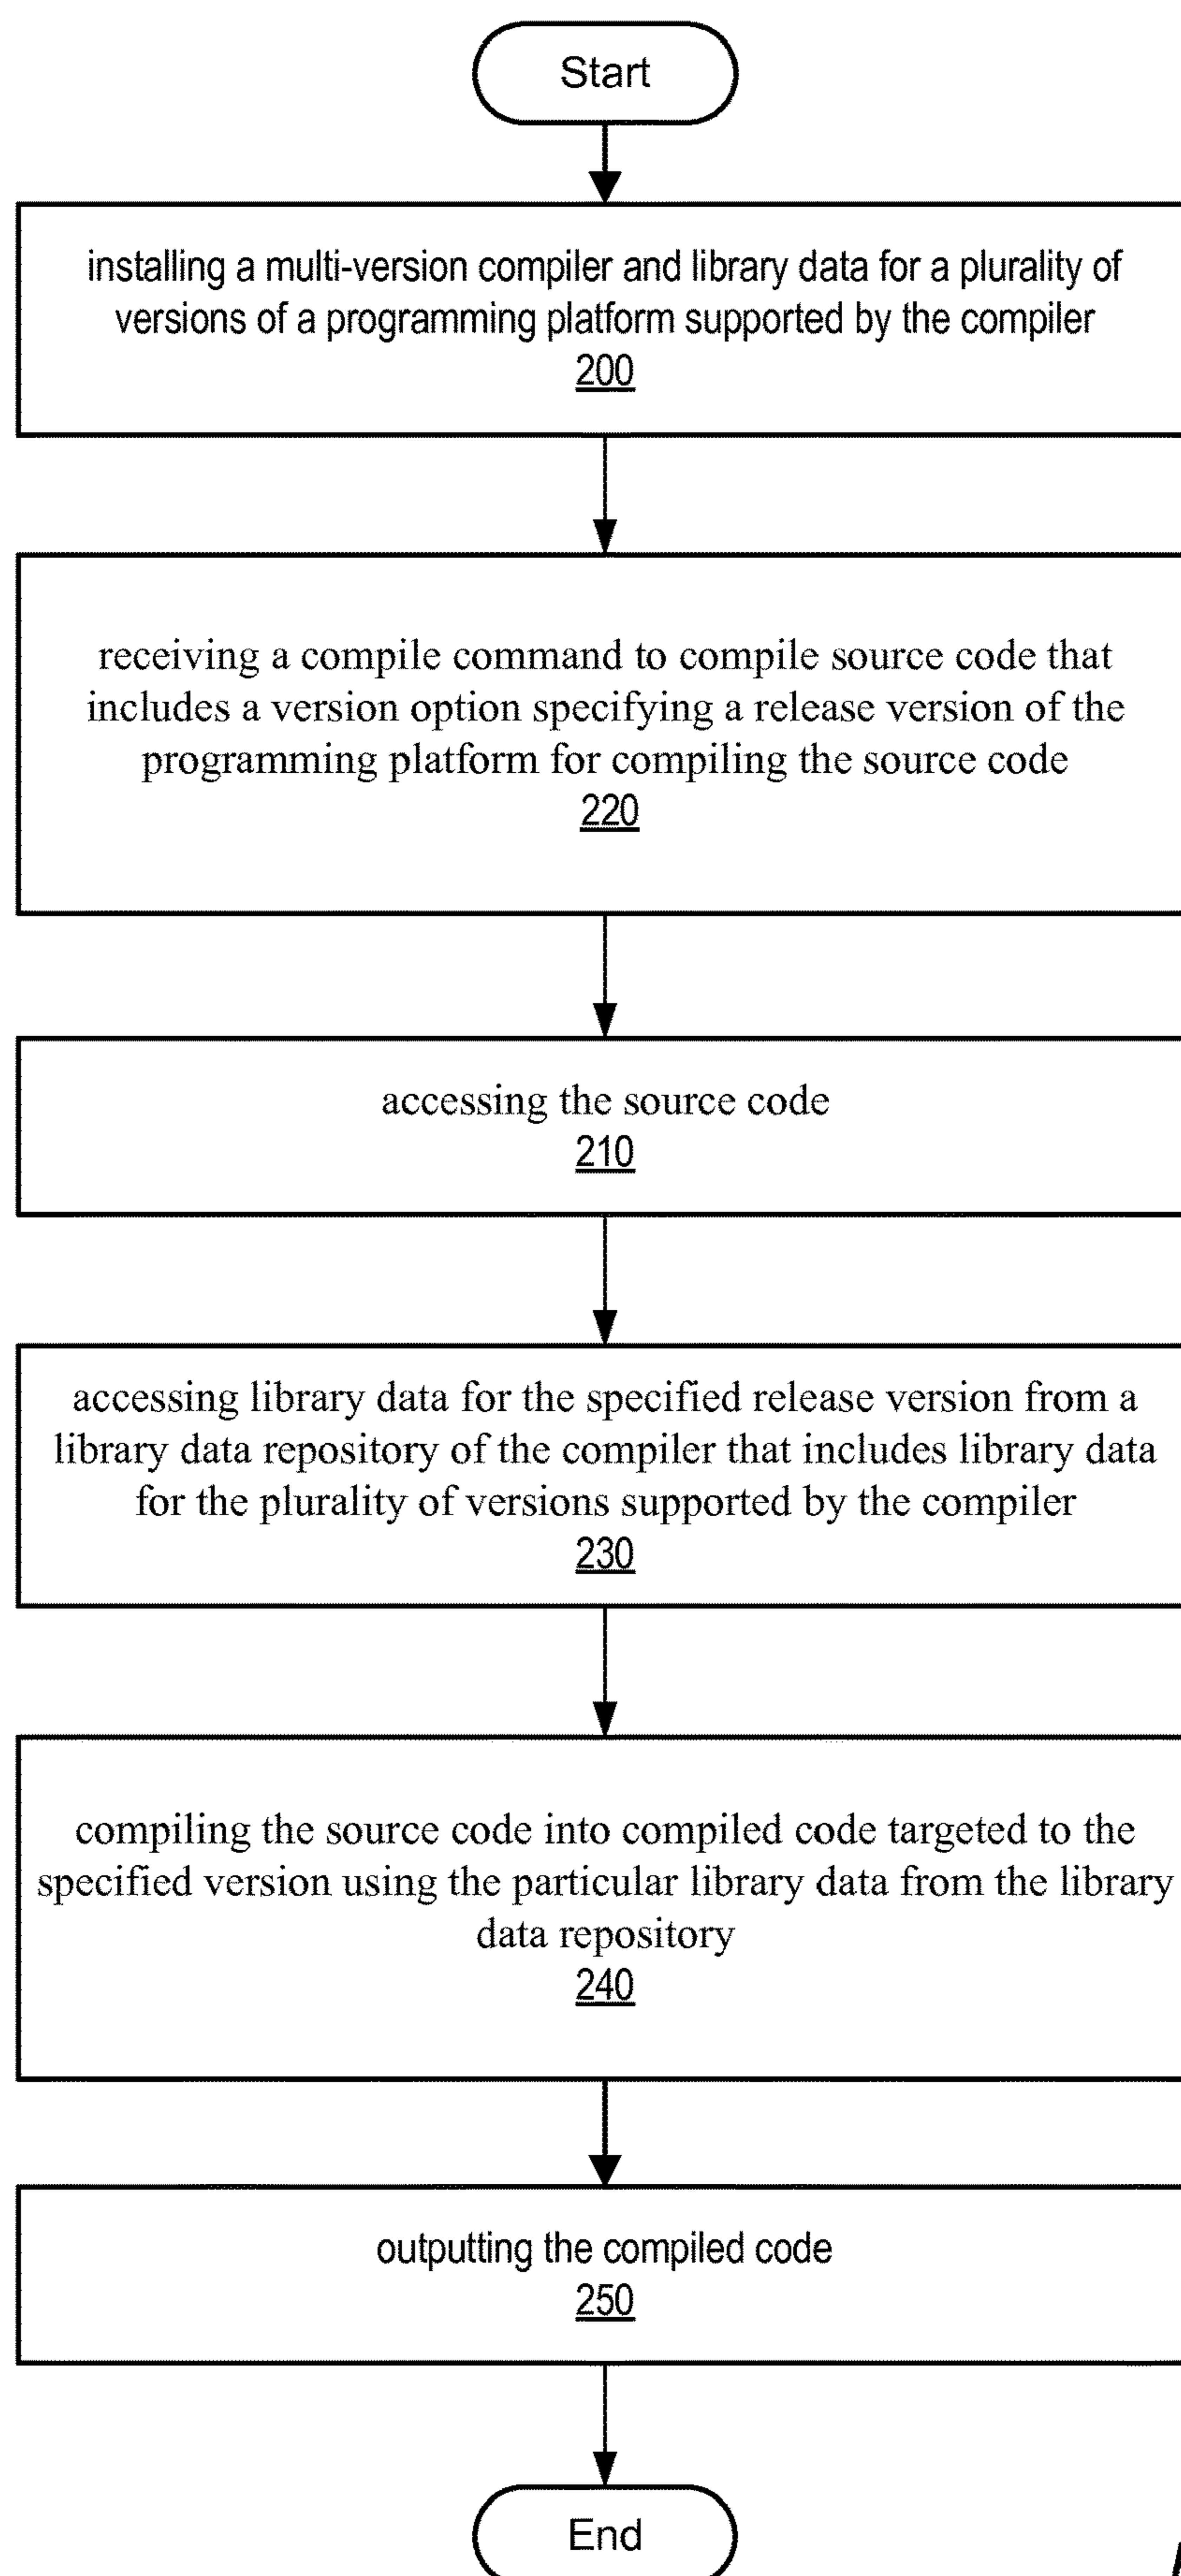 Start
installing a multi-version compiler and library data for a plurality of
versions of a programming platform supported by the compiler
200
receiving a compile command to compile source code that
includes a version option specifying a release version of the
programming platform for compiling the source code
220
accessing the source code
210
accessing library data for the specified release version from a
library data repository of the compiler that includes library data
for the plurality of versions supported by the compiler
230
compiling the source code into compiled code targeted to the
specified version using the particular library data from the library
data repository
240
outputting the compiled code
250
End